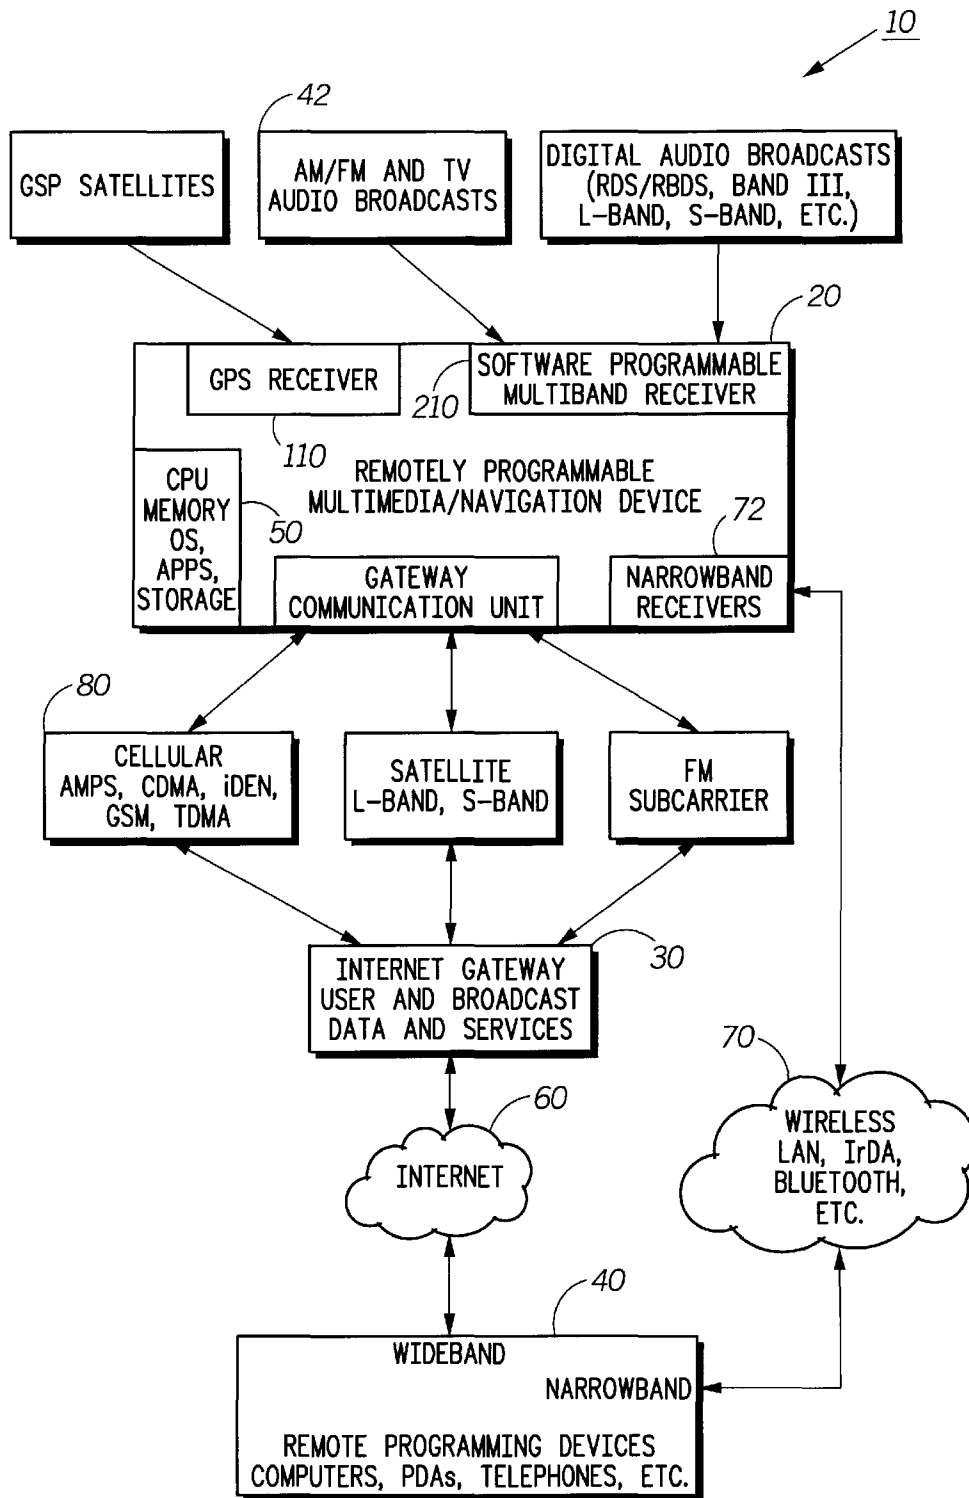 10
42
GSP SATELLITES
AM/FM AND TV
AUDIO BROADCASTS
DIGITAL AUDIO BROADCASTS
(RDS/RBDS, BAND III,
L-BAND, S-BAND, ETC.)
20
GPS RECEIVER
110
210
SOFTWARE PROGRAMMABLE
MULTIBAND RECEIVER
REMOTELY PROGRAMMABLE
MULTIMEDIA/NAVIGATION DEVICE
CPU
MEMORY
OS,
APPS,
STORAGE
50
72
GATEWAY
COMMUNICATION UNIT
NARROWBAND
RECEIVERS
80
CELLULAR
AMPS, CDMA, iDEN,
GSM, TDMA
SATELLITE
L-BAND, S-BAND
FM
SUBCARRIER
30
INTERNET GATEWAY
USER AND BROADCAST
DATA AND SERVICES
60
INTERNET
70
WIRELESS
LAN, IrDA,
BLUETOOTH,
ETC.
40
WIDEBAND
NARROWBAND
REMOTE PROGRAMMING DEVICES
COMPUTERS, PDAs, TELEPHONES, ETC.